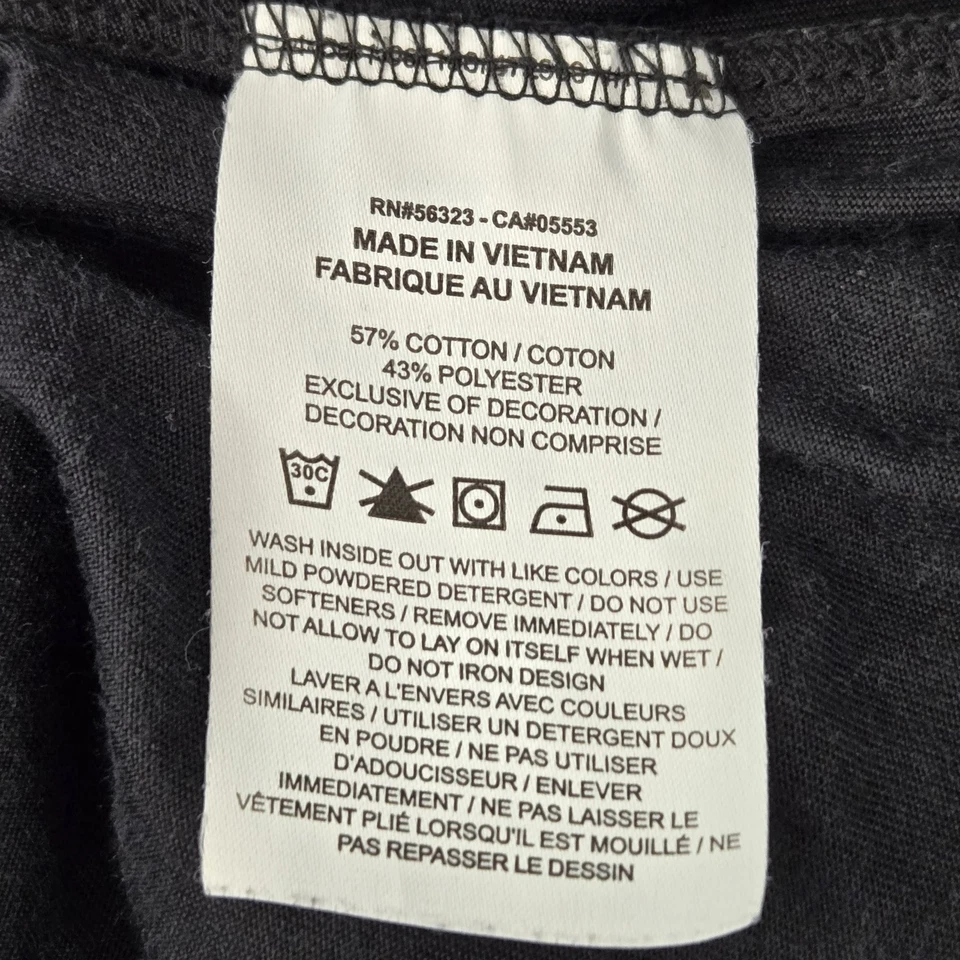 RN#56323 - CA#05553
MADE IN VIETNAM
FABRIQUE AU VIETNAM
57% COTTON / COTON
43% POLYESTER
EXCLUSIVE OF DECORATION /
DECORATION NON COMPRISE
30C
WASH INSIDE OUT WITH LIKE COLORS / USE
MILD POWDERED DETERGENT / DO NOT USE
SOFTENERS / REMOVE IMMEDIATELY / DO
NOT ALLOW TO LAY ON ITSELF WHEN WET /
DO NOT IRON DESIGN
LAVER A L'ENVERS AVEC COULEURS
SIMILAIRES / UTILISER UN DETERGENT DOUX
EN POUDRE / NE PAS UTILISER
D'ADOUCISSEUR / ENLEVER
IMMEDIATEMENT / NE PAS LAISSER LE
VÊTEMENT PLIÉ LORSQU'IL EST MOUILLÉ / NE
PAS REPASSER LE DESSIN